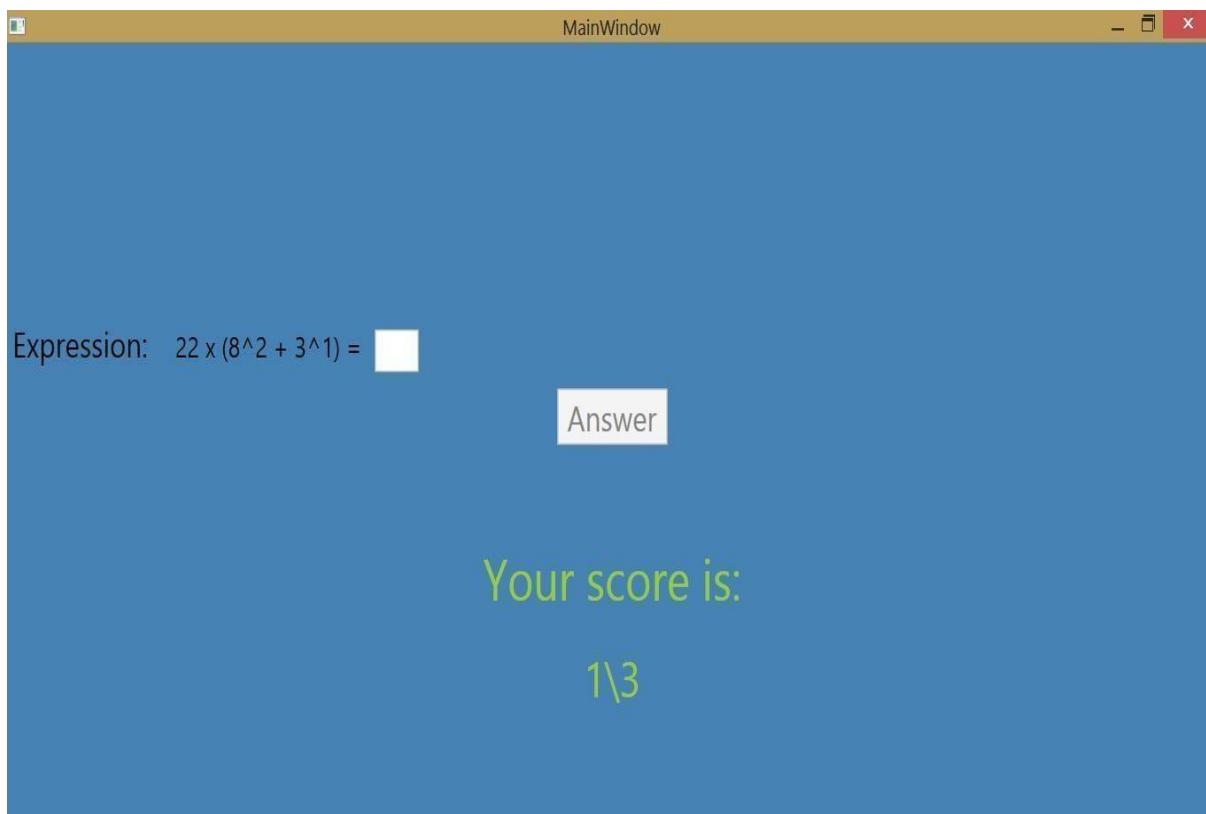 MainWindow
Expression: 22 x (8^2 + 3^1) =
Answer
Your score is:
1\3